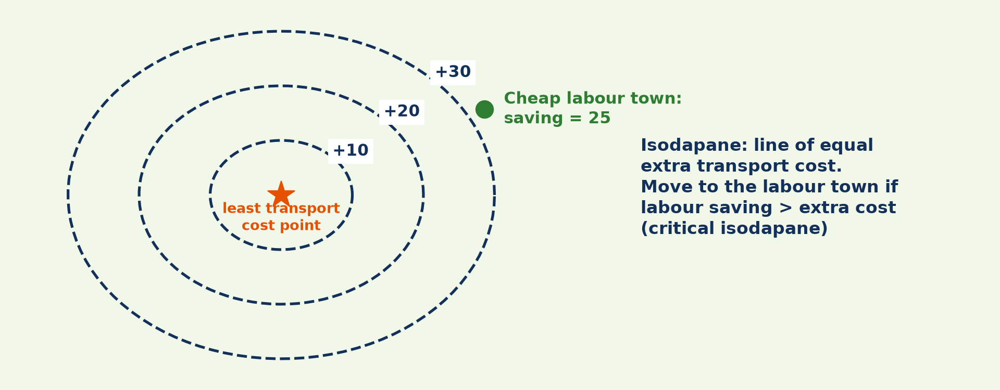 +30
+20
+10
Cheap labour town:
saving = 25
least transport
cost point
Isodapane: line of equal
extra transport cost.
Move to the labour town if
labour saving > extra cost
(critical isodapane)